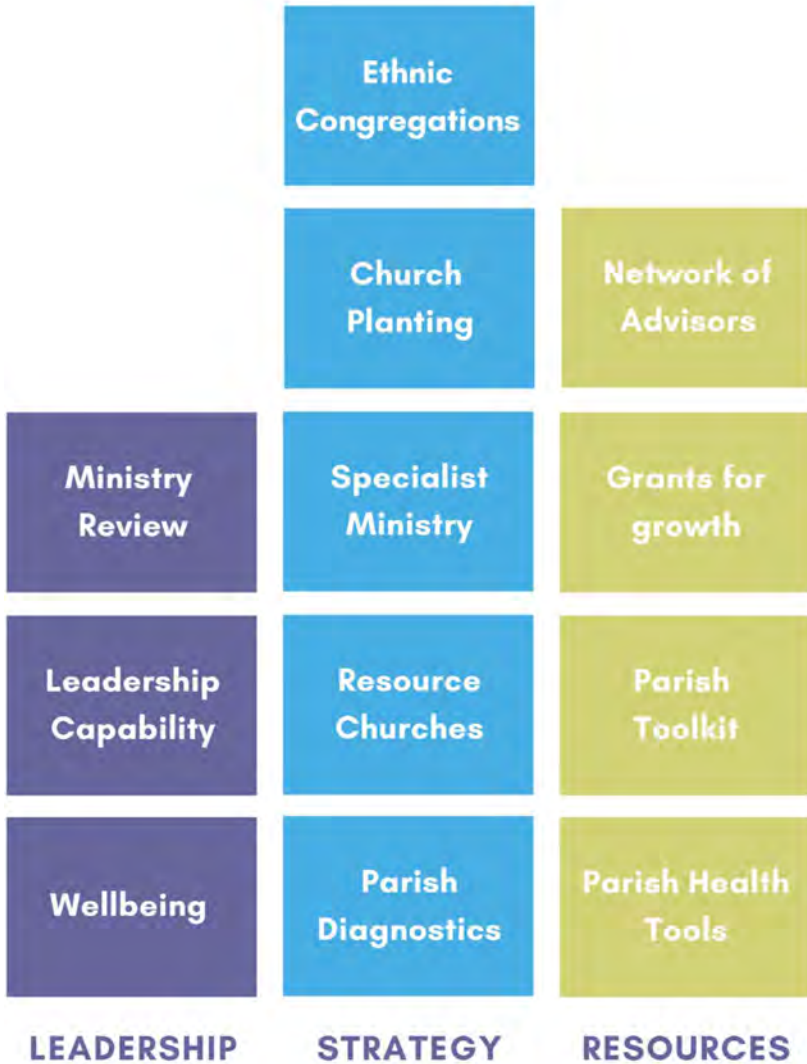 Ethnic
Congregations
Church
Planting
Network of
Advisors
Ministry
Review
Specialist
Ministry
Grants for
growth
Leadership
Capability
Resource
Churches
Parish
Toolkit
Wellbeing
Parish
Diagnostics
Parish Health
Tools
LEADERSHIP
STRATEGY
RESOURCES